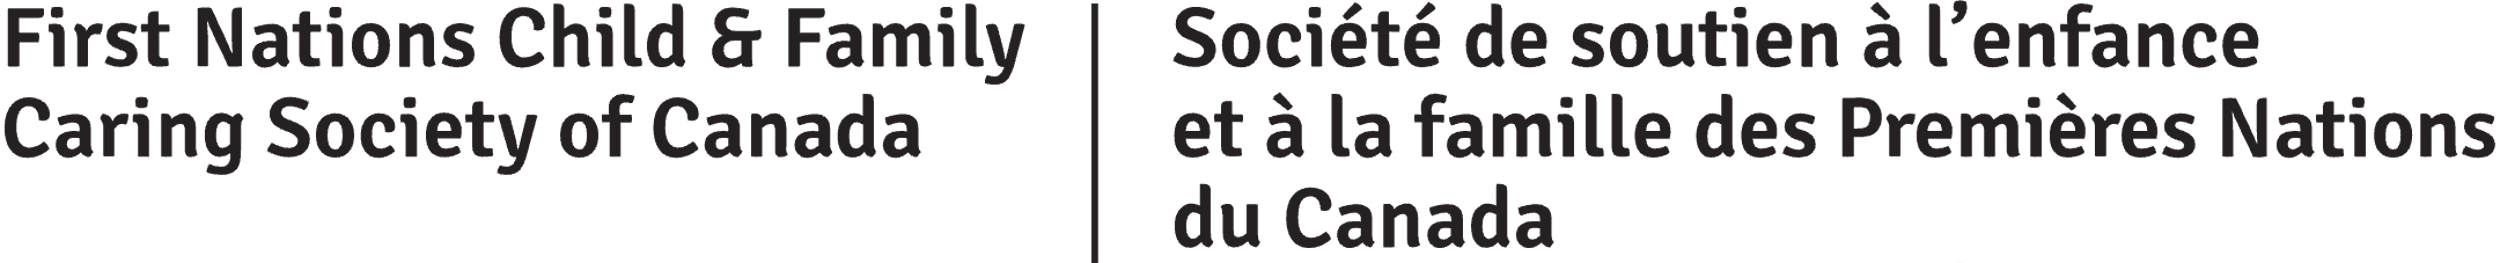 First Nations Child & Family
Caring Society of Canada
Société de soutien à l’enfance
et à la famille des Premières Nations
du Canada